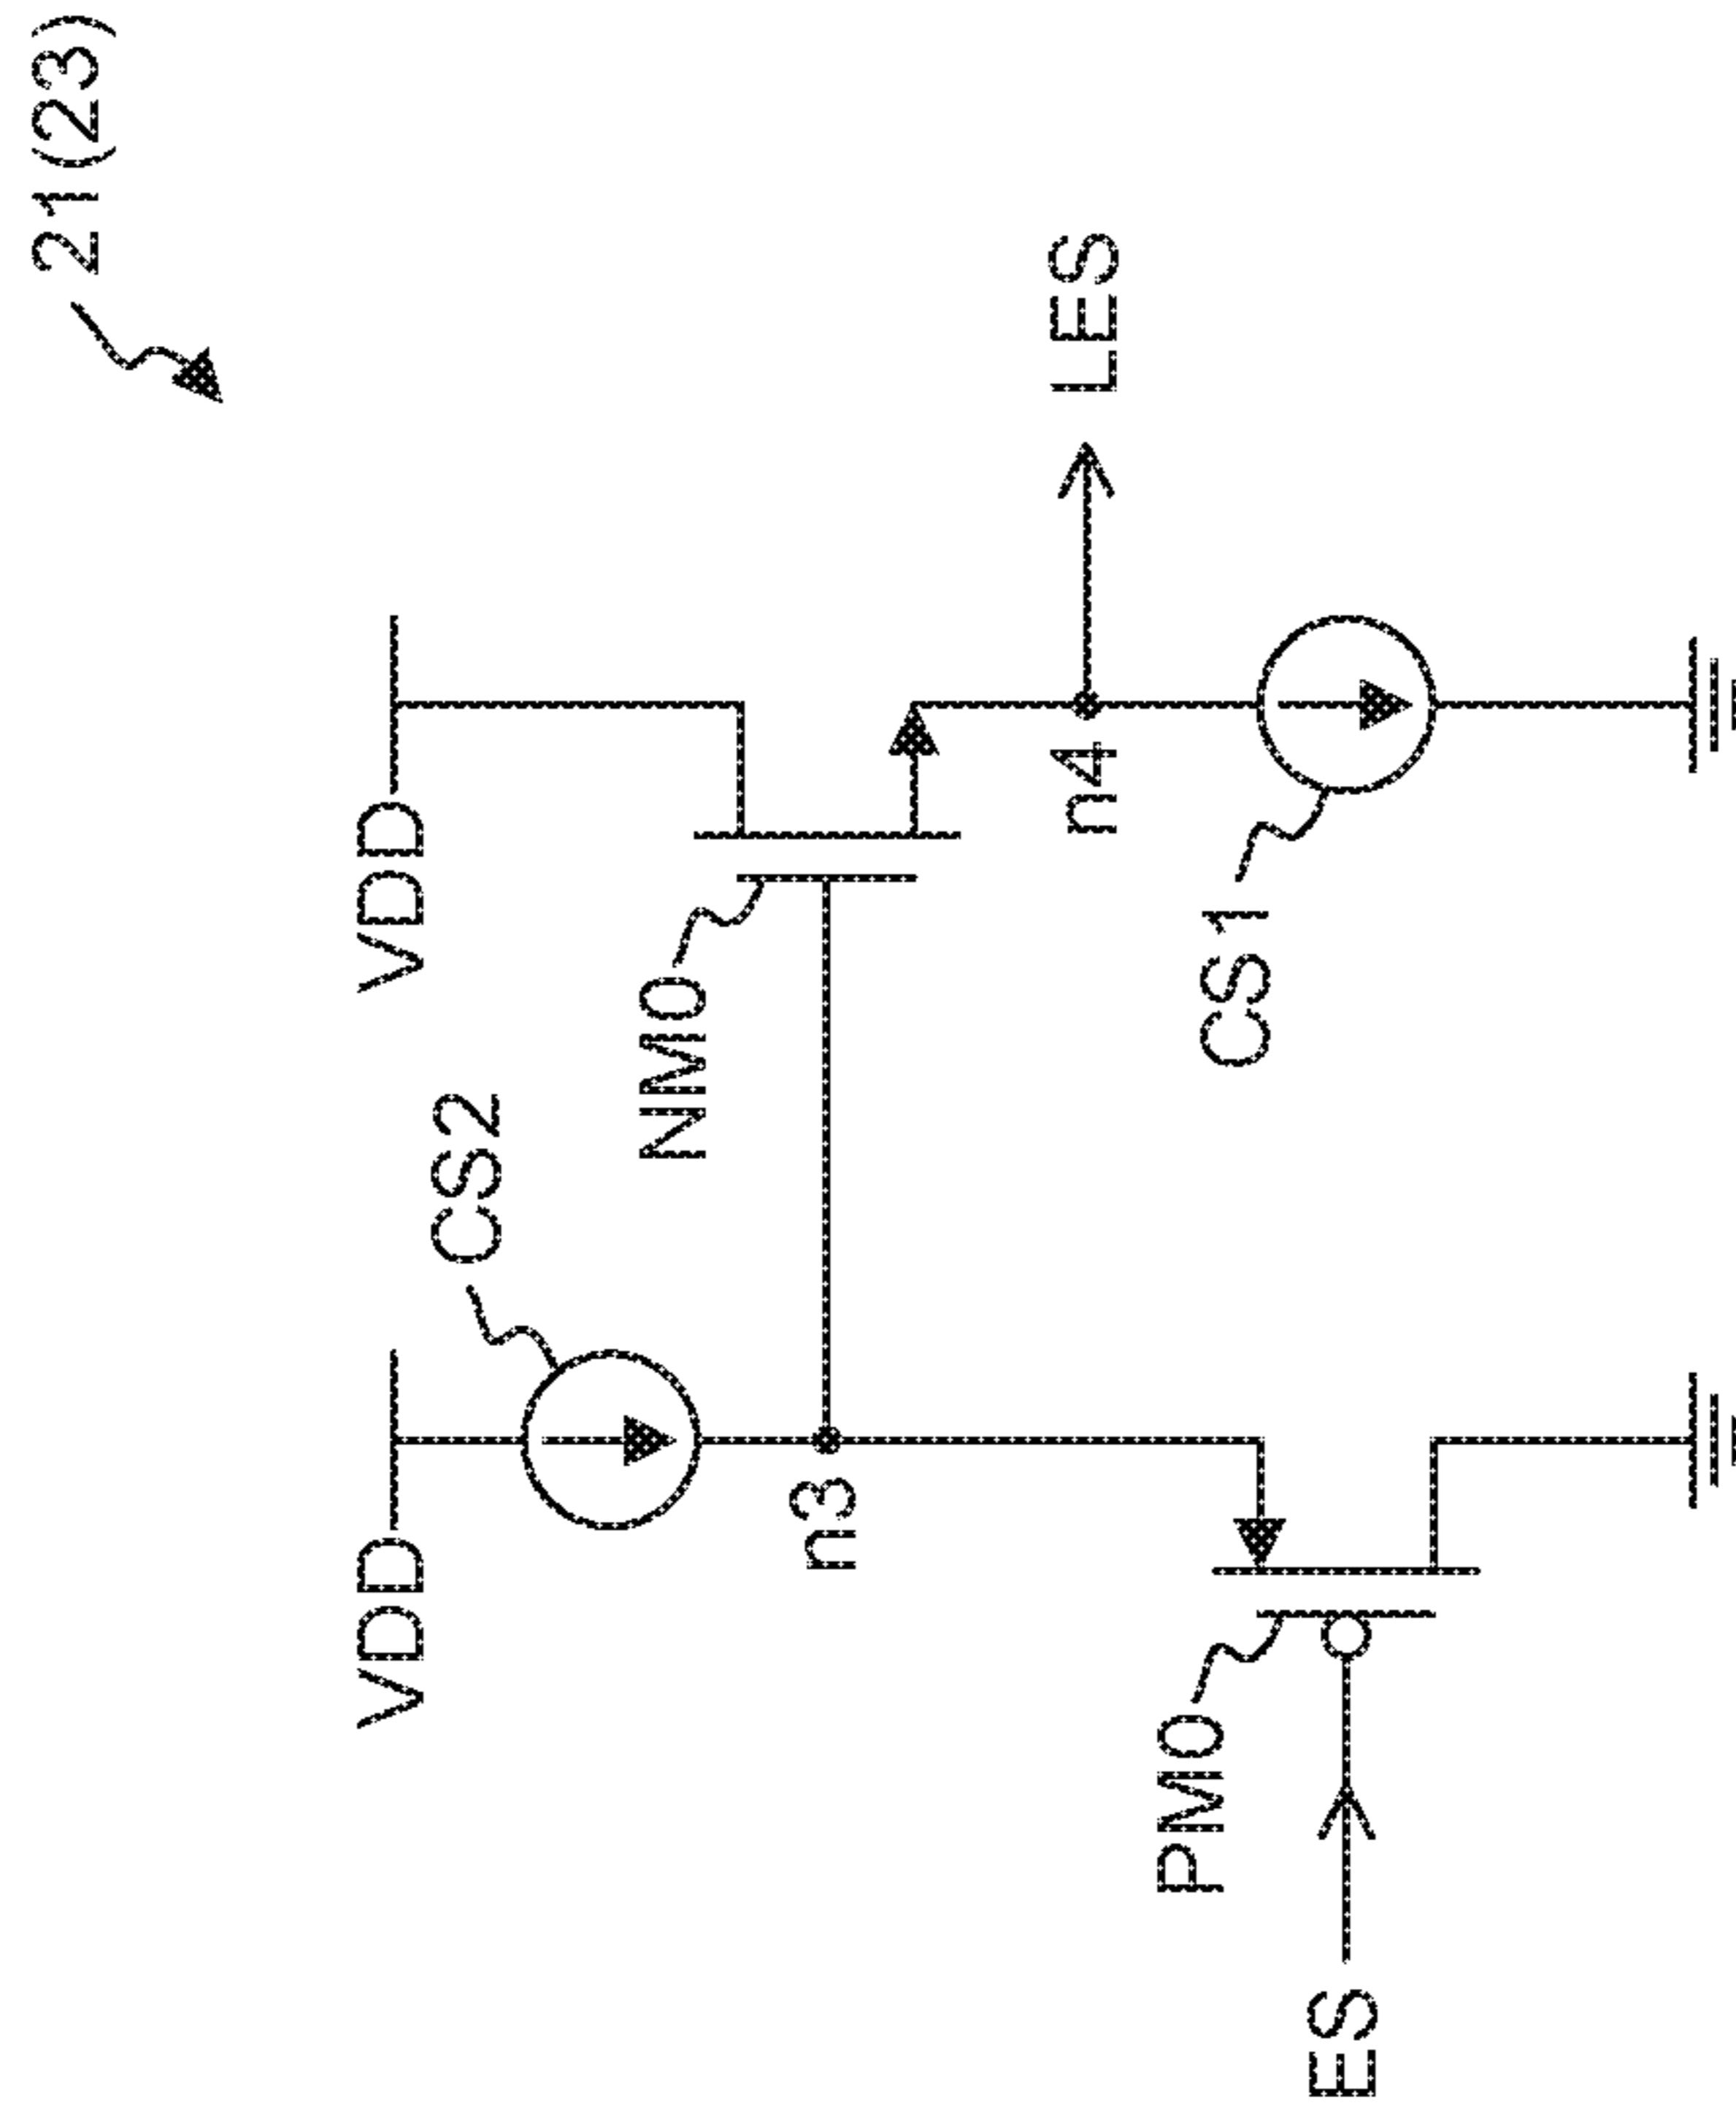 21(23)
VDD
VDD
CS2
NM0
n3
n4
LES
PM0
CS1
ES